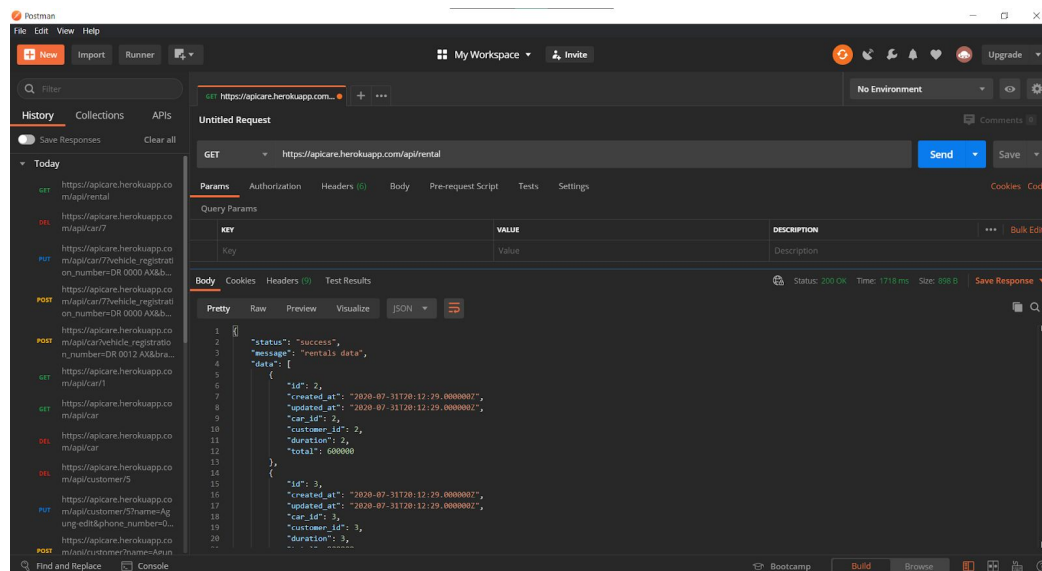 Postman
File Edit View Help
New Import Runner My Workspace Invite Upgrade
Filter
History Collections APIs
Save Responses Clear all
Today
GET https://apicare.herokuapp.co
m/api/rental
DEL https://apicare.herokuapp.co
m/api/car/7
PUT https://apicare.herokuapp.co
m/api/car/7?vehicle_registrati
on_number=DR 0000 AX&b...
POST https://apicare.herokuapp.co
m/api/car/7?vehicle_registrati
on_number=DR 0000 AX&b...
POST https://apicare.herokuapp.co
m/api/car?vehicle_registratio
n_number=DR 0012 AX&bra...
GET https://apicare.herokuapp.co
m/api/car/1
GET https://apicare.herokuapp.co
m/api/car
DEL https://apicare.herokuapp.co
m/api/car
DEL https://apicare.herokuapp.co
m/api/customer/5
PUT https://apicare.herokuapp.co
m/api/customer/5?name=Ag
ung-edit&phone_number=0...
POST https://apicare.herokuapp.co
m/api/customer?name=Agun
GET https://apicare.herokuapp.com...
No Environment
Untitled Request
Comments 0
GET https://apicare.herokuapp.com/api/rental Send Save
Params Authorization Headers (6) Body Pre-request Script Tests Settings Cookies Cod
Query Params
KEY VALUE DESCRIPTION Bulk Edi
Key Value Description
Body Cookies Headers (9) Test Results Status: 200 OK Time: 1718 ms Size: 898 B Save Response
Pretty Raw Preview Visualize JSON
1 {
2 "status": "success",
3 "message": "rentals data",
4 "data": [
5 {
6 "id": 2,
7 "created_at": "2020-07-31T20:12:29.000000Z",
8 "updated_at": "2020-07-31T20:12:29.000000Z",
9 "car_id": 2,
10 "customer_id": 2,
11 "duration": 2,
12 "total": 600000
13 },
14 {
15 "id": 3,
16 "created_at": "2020-07-31T20:12:29.000000Z",
17 "updated_at": "2020-07-31T20:12:29.000000Z",
18 "car_id": 3,
19 "customer_id": 3,
20 "duration": 3,
Find and Replace Console Bootcamp Build Browse